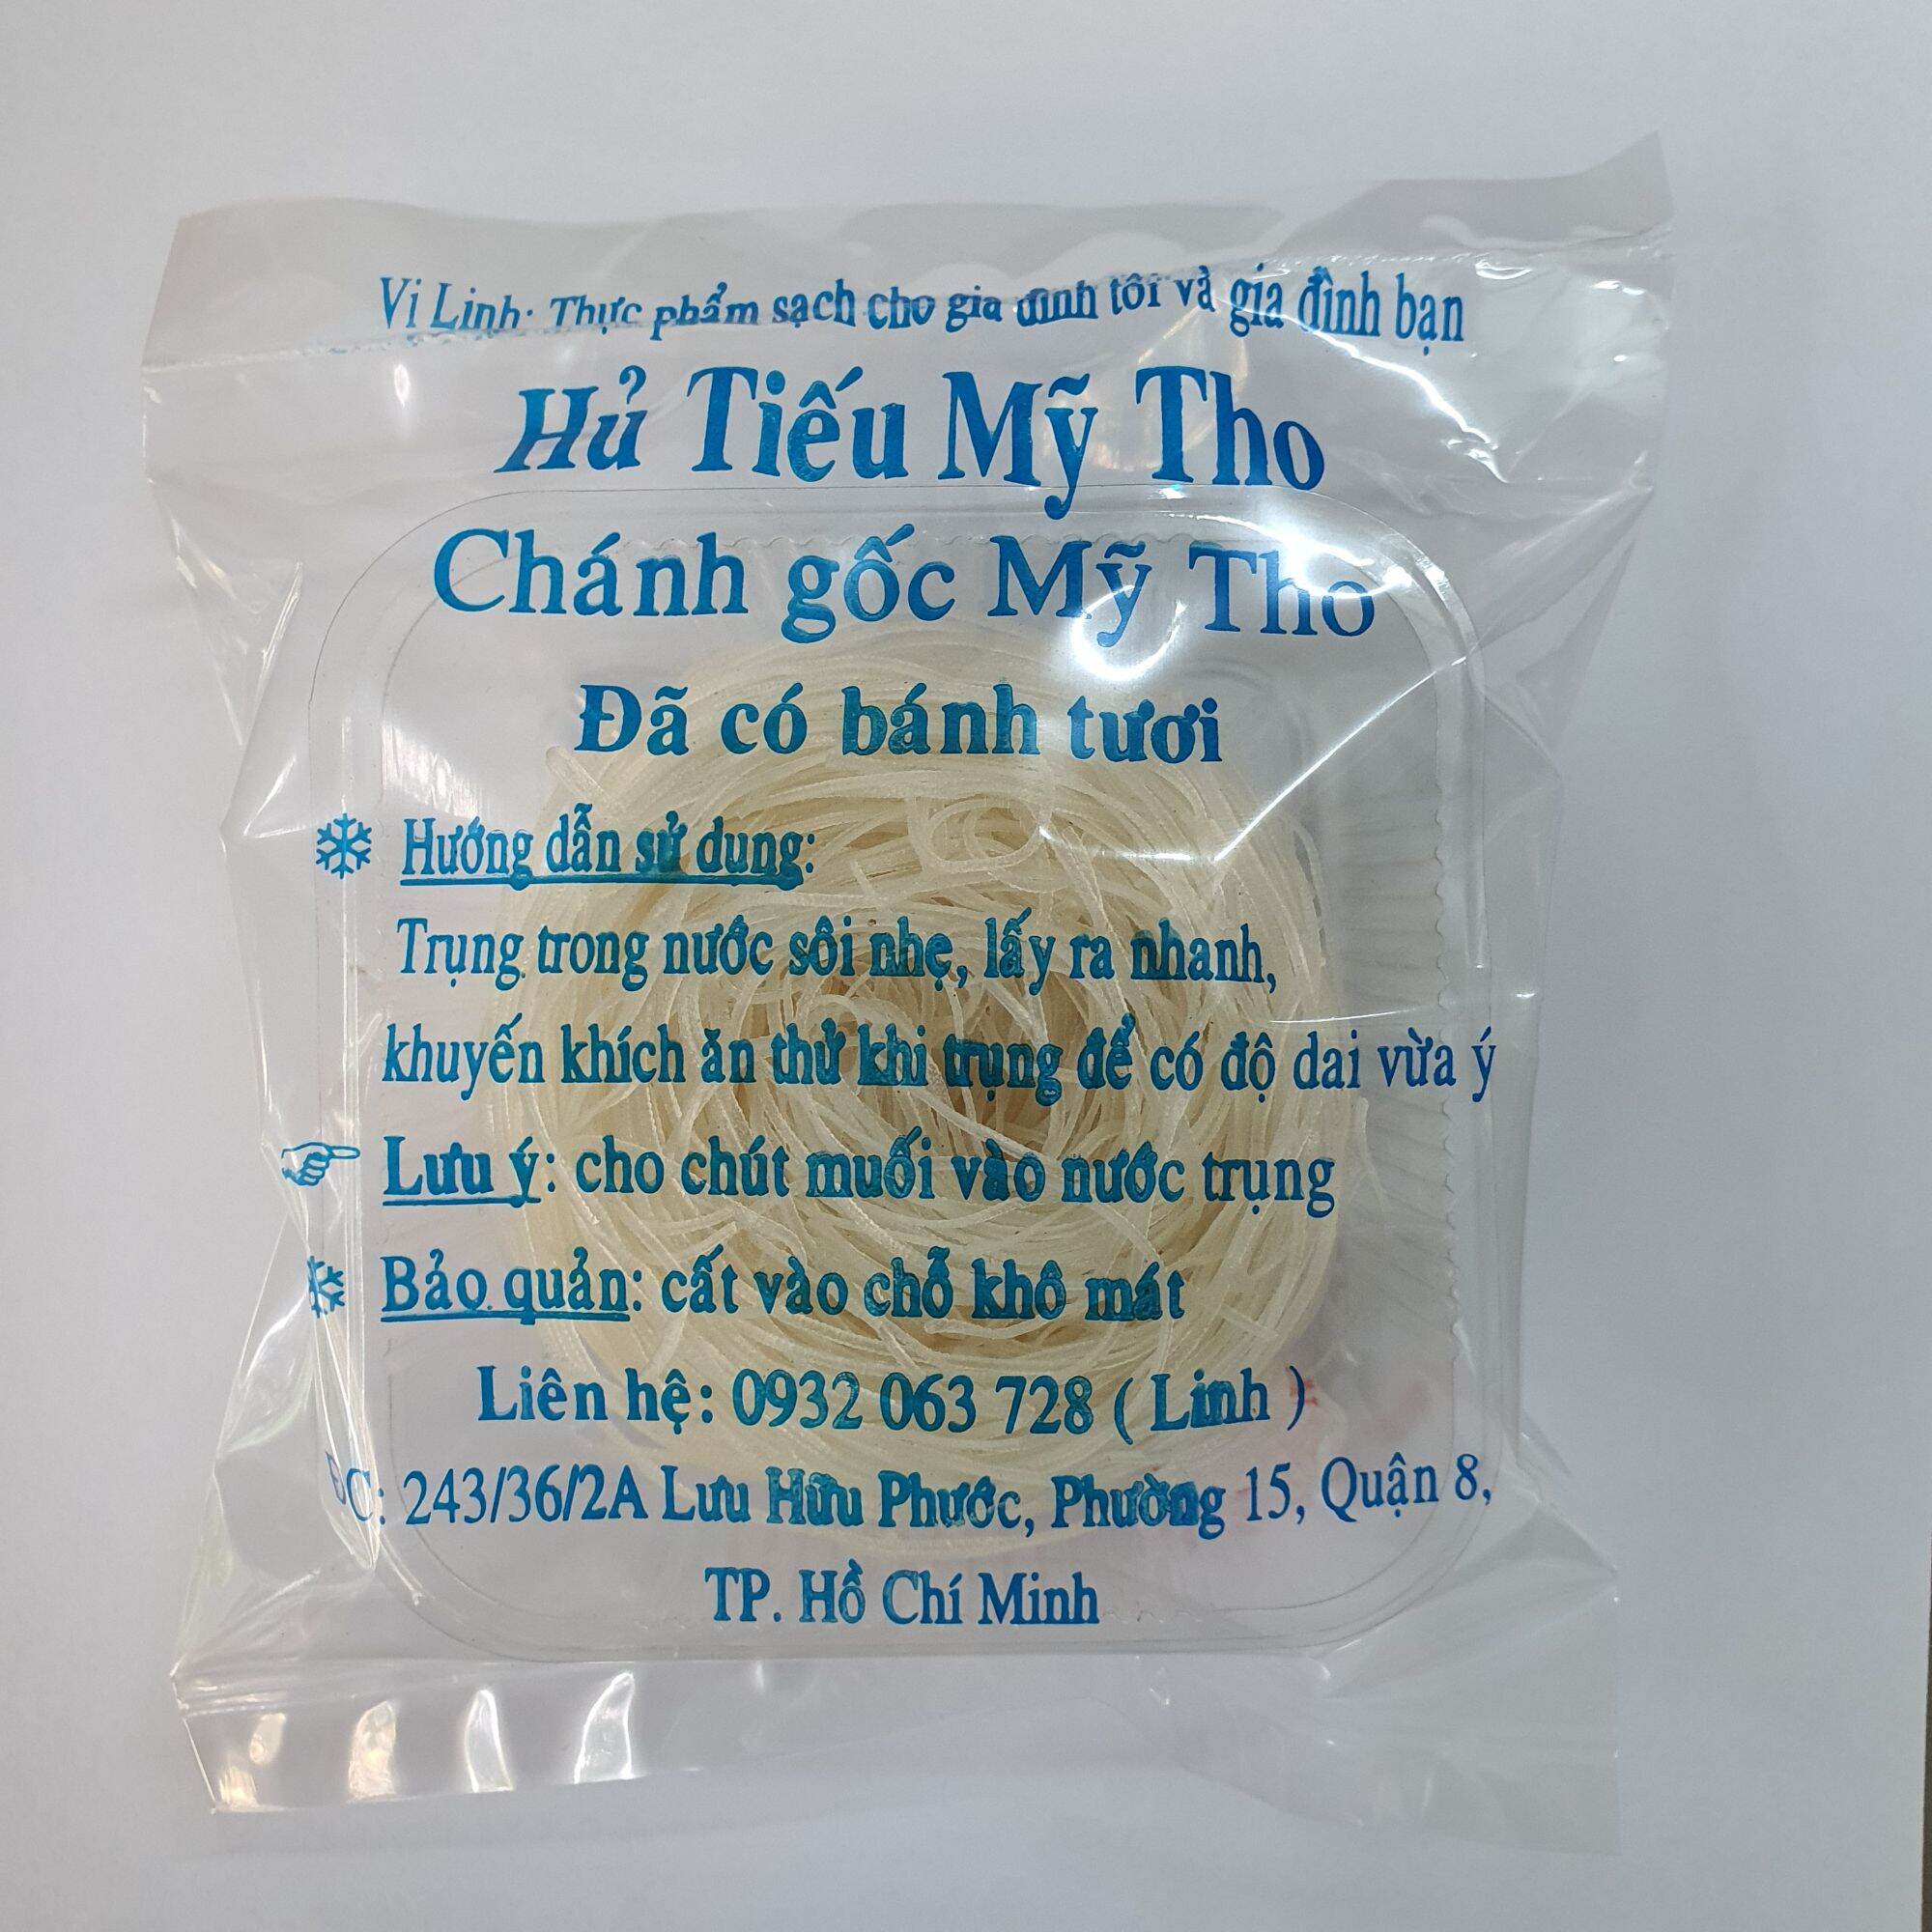 Vi Linh: Thực phẩm sạch cho gia đình tôi và gia đình bạn
Hủ Tiếu Mỹ Tho
Chánh gốc Mỹ Tho
Đã có bánh tươi
Hướng dẫn sử dụng:
Trụng trong nước sôi nhẹ, lấy ra nhanh,
khuyến khích ăn thử khi trụng để có độ dai vừa ý
Lưu ý: cho chút muối vào nước trụng
Bảo quản: cất vào chỗ khô mát
Liên hệ: 0932 063 728 ( Linh )
ĐC: 243/36/2A Lưu Hữu Phước, Phường 15, Quận 8,
TP. Hồ Chí Minh